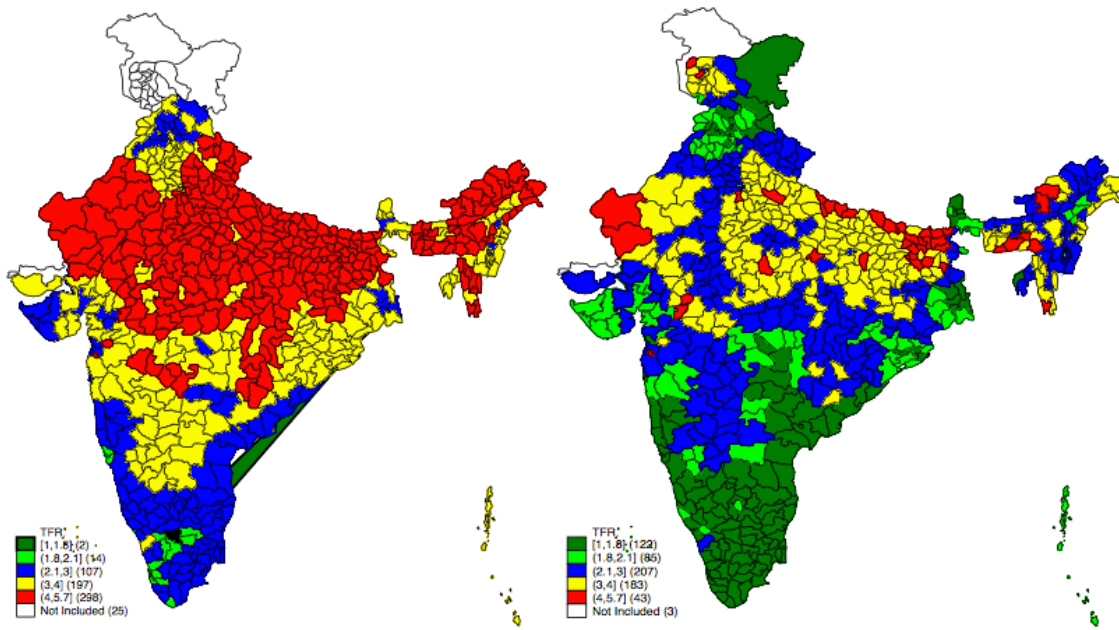 TFR
[1,1.8] (2)
(1.8,2.1] (14)
(2.1,3] (107)
(3,4] (197)
(4,5.7] (298)
Not Included (25)
TFR
[1,1.8] (122)
(1.8,2.1] (85)
(2.1,3] (207)
(3,4] (183)
(4,5.7] (43)
Not Included (3)